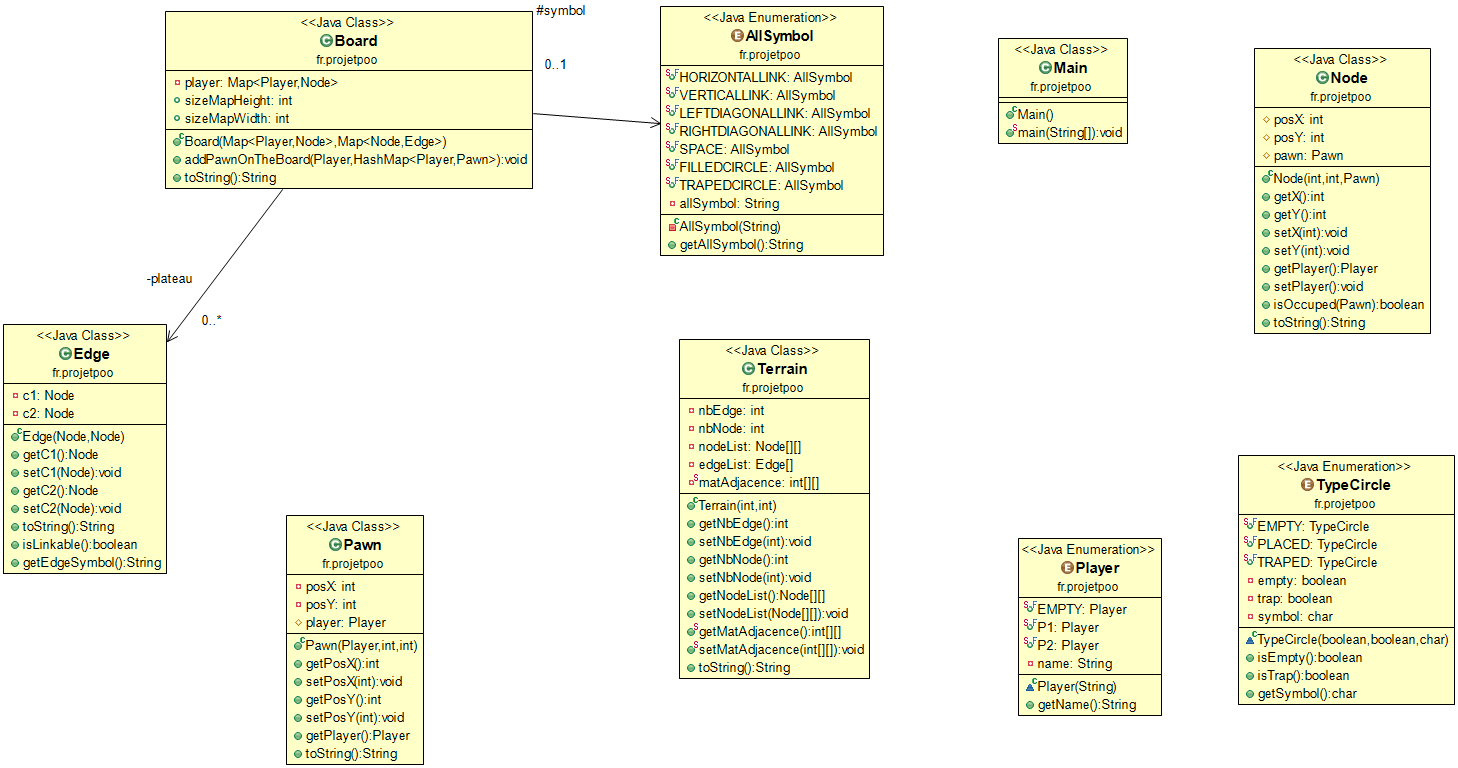 <<Java Class>>
Board
fr.projetpoo
player: Map<Player,Node>
sizeMapHeight: int
sizeMapWidth: int
Board(Map<Player,Node>,Map<Node,Edge>)
addPawnOnTheBoard(Player,HashMap<Player,Pawn>):void
toString():String
#symbol
0..1
<<Java Enumeration>>
AllSymbol
fr.projetpoo
HORIZONTALLINK: AllSymbol
VERTICALLINK: AllSymbol
LEFTDIAGONALLINK: AllSymbol
RIGHTDIAGONALLINK: AllSymbol
SPACE: AllSymbol
FILLEDCIRCLE: AllSymbol
TRAPEDCIRCLE: AllSymbol
allSymbol: String
AllSymbol(String)
getAllSymbol():String
<<Java Class>>
Main
fr.projetpoo
Main()
main(String[]):void
<<Java Class>>
Node
fr.projetpoo
posX: int
posY: int
pawn: Pawn
Node(int,int,Pawn)
getX():int
getY():int
setX(int):void
setY(int):void
getPlayer():Player
setPlayer():void
isOccuped(Pawn):boolean
toString():String
-plateau
0..*
<<Java Class>>
Edge
fr.projetpoo
c1: Node
c2: Node
Edge(Node,Node)
getC1():Node
setC1(Node):void
getC2():Node
setC2(Node):void
toString():String
isLinkable():boolean
getEdgeSymbol():String
<<Java Class>>
Pawn
fr.projetpoo
posX: int
posY: int
player: Player
Pawn(Player,int,int)
getPosX():int
setPosX(int):void
getPosY():int
setPosY(int):void
getPlayer():Player
toString():String
<<Java Class>>
Terrain
fr.projetpoo
nbEdge: int
nbNode: int
nodeList: Node[][]
edgeList: Edge[]
matAdjacence: int[][]
Terrain(int,int)
getNbEdge():int
setNbEdge(int):void
getNbNode():int
setNbNode(int):void
getNodeList():Node[][]
setNodeList(Node[][]):void
getMatAdjacence():int[][]
setMatAdjacence(int[][]):void
toString():String
<<Java Enumeration>>
Player
fr.projetpoo
EMPTY: Player
P1: Player
P2: Player
name: String
Player(String)
getName():String
<<Java Enumeration>>
TypeCircle
fr.projetpoo
EMPTY: TypeCircle
PLACED: TypeCircle
TRAPED: TypeCircle
empty: boolean
trap: boolean
symbol: char
TypeCircle(boolean,boolean,char)
isEmpty():boolean
isTrap():boolean
getSymbol():char